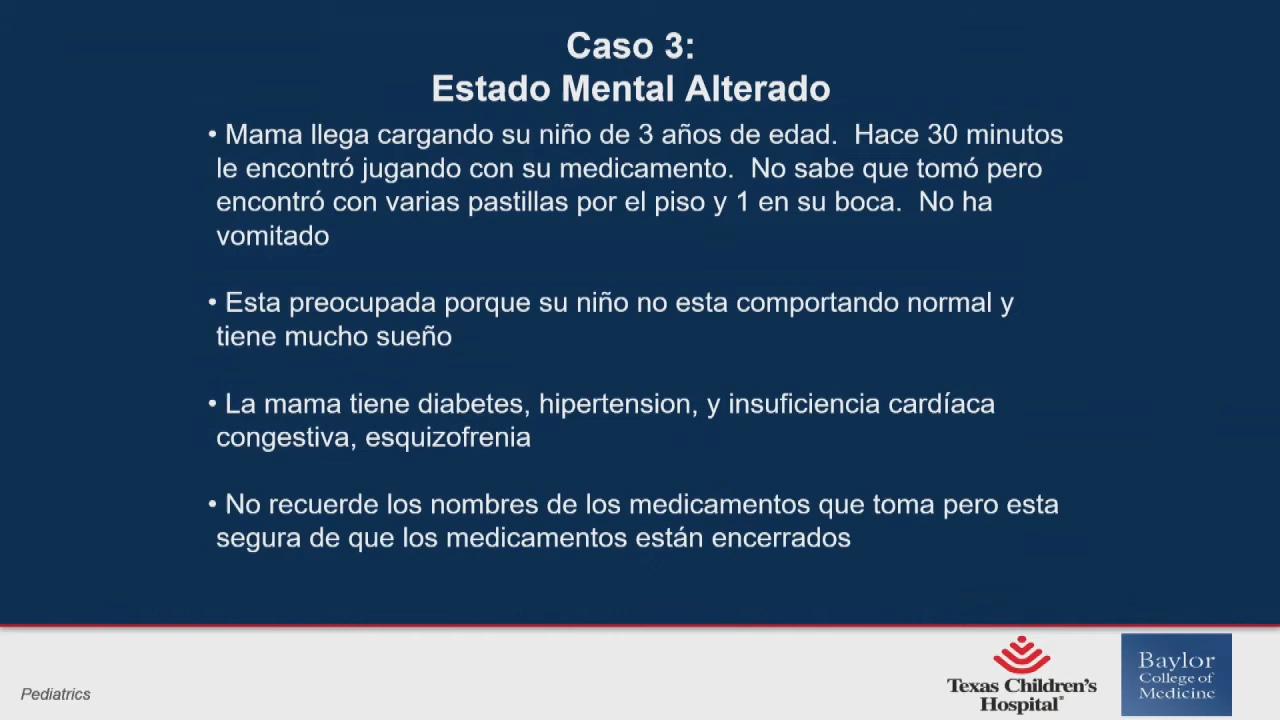 Caso 3:
Estado Mental Alterado
• Mama llega cargando su niño de 3 años de edad.  Hace 30 minutos
le encontró jugando con su medicamento.  No sabe que tomó pero
encontró con varias pastillas por el piso y 1 en su boca.  No ha
vomitado
• Esta preocupada porque su niño no esta comportando normal y
tiene mucho sueño
• La mama tiene diabetes, hipertension, y insuficiencia cardíaca
congestiva, esquizofrenia
• No recuerde los nombres de los medicamentos que toma pero esta
segura de que los medicamentos están encerrados
Pediatrics
Texas Children's
Hospital®
Baylor
College of
Medicine